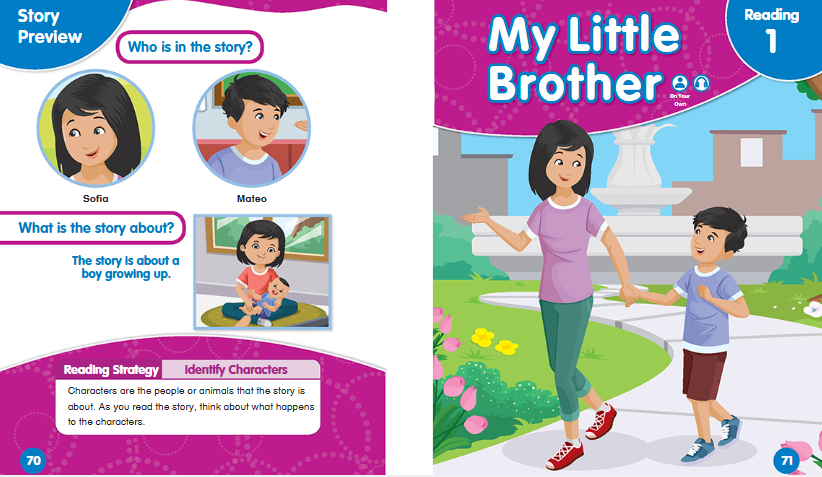 Story
Preview
Who is in the story?
Sofia
Mateo
What is the story about?
The story is about a
boy growing up.
Reading Strategy
Identify Characters
Characters are the people or animals that the story is
about. As you read the story, think about what happens
to the characters.
70
Reading
1
My Little
Brother
On Your
Own
71